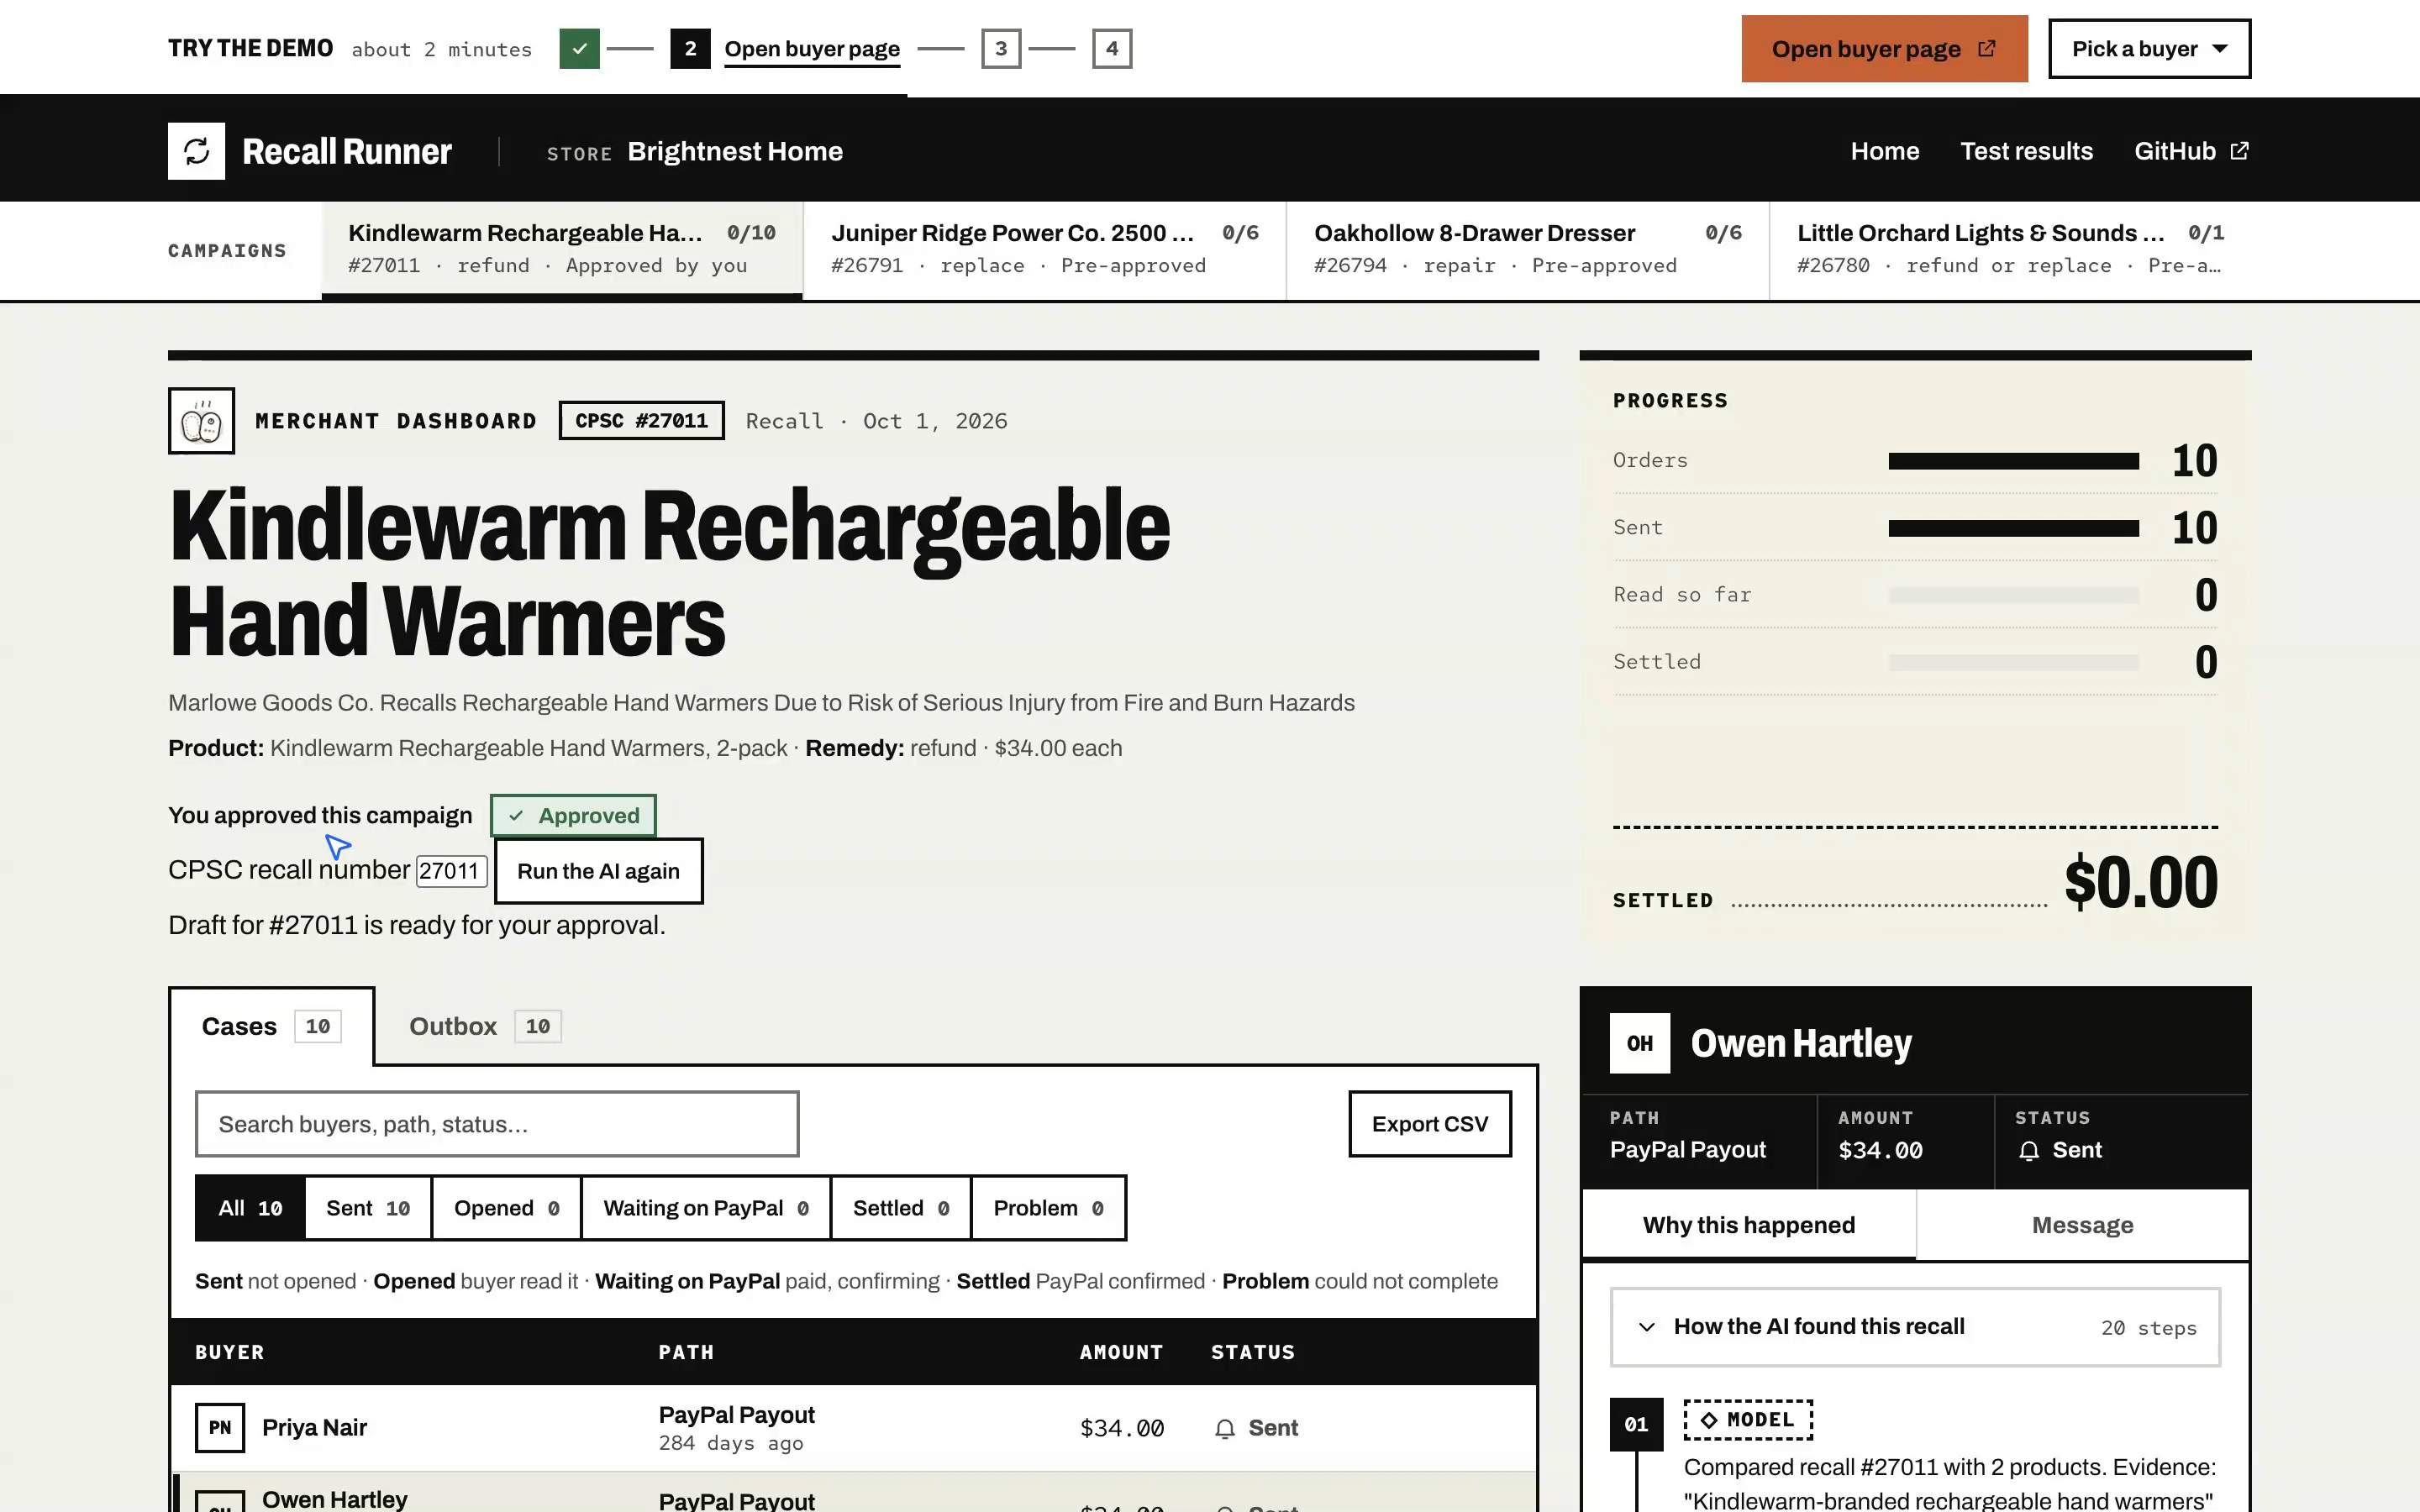 TRY THE DEMO about 2 minutes 2 Open buyer page 3 4 Open buyer page Pick a buyer
Recall Runner STORE Brightnest Home Home Test results GitHub
CAMPAIGNS
Kindlewarm Rechargeable Ha... 0/10
#27011 · refund · Approved by you
Juniper Ridge Power Co. 2500 ... 0/6
#26791 · replace · Pre-approved
Oakhollow 8-Drawer Dresser 0/6
#26794 · repair · Pre-approved
Little Orchard Lights & Sounds ... 0/1
#26780 · refund or replace · Pre-a...
MERCHANT DASHBOARD CPSC #27011 Recall · Oct 1, 2026
Kindlewarm Rechargeable
Hand Warmers
Marlowe Goods Co. Recalls Rechargeable Hand Warmers Due to Risk of Serious Injury from Fire and Burn Hazards
Product: Kindlewarm Rechargeable Hand Warmers, 2-pack · Remedy: refund · $34.00 each
You approved this campaign Approved
CPSC recall number 27011 Run the AI again
Draft for #27011 is ready for your approval.
PROGRESS
Orders 10
Sent 10
Read so far 0
Settled 0
SETTLED $0.00
Cases 10 Outbox 10
Search buyers, path, status... Export CSV
All 10 Sent 10 Opened 0 Waiting on PayPal 0 Settled 0 Problem 0
Sent not opened · Opened buyer read it · Waiting on PayPal paid, confirming · Settled PayPal confirmed · Problem could not complete
BUYER PATH AMOUNT STATUS
PN Priya Nair PayPal Payout $34.00 Sent
284 days ago
Owen Hartley PayPal Payout
OH $34.00 Sent
OH Owen Hartley
PATH AMOUNT STATUS
PayPal Payout $34.00 Sent
Why this happened Message
How the AI found this recall 20 steps
01 MODEL
Compared recall #27011 with 2 products. Evidence:
"Kindlewarm-branded rechargeable hand warmers"